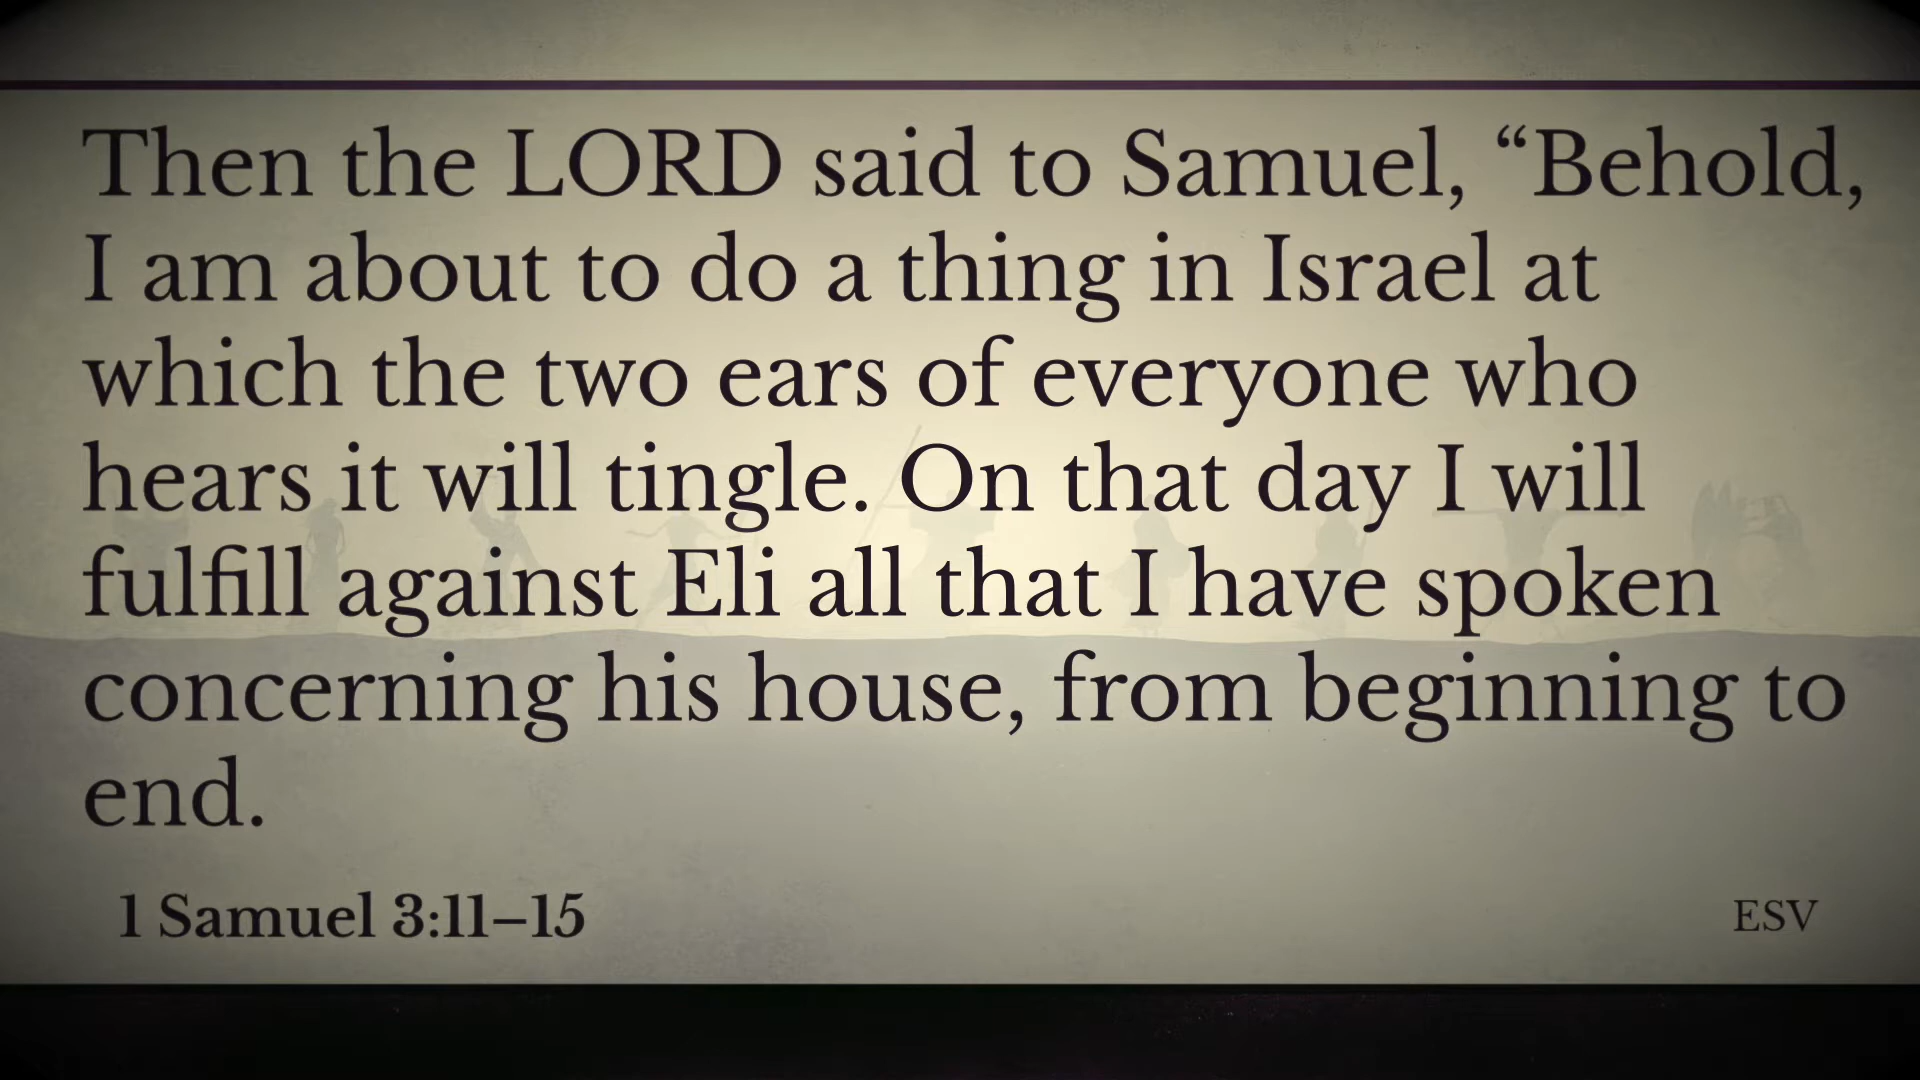 Then the LORD said to Samuel, “Behold,
I am about to do a thing in Israel at
which the two ears of everyone who
hears it will tingle. On that day I will
fulfill against Eli all that I have spoken
concerning his house, from beginning to
end.
1 Samuel 3:11–15
ESV